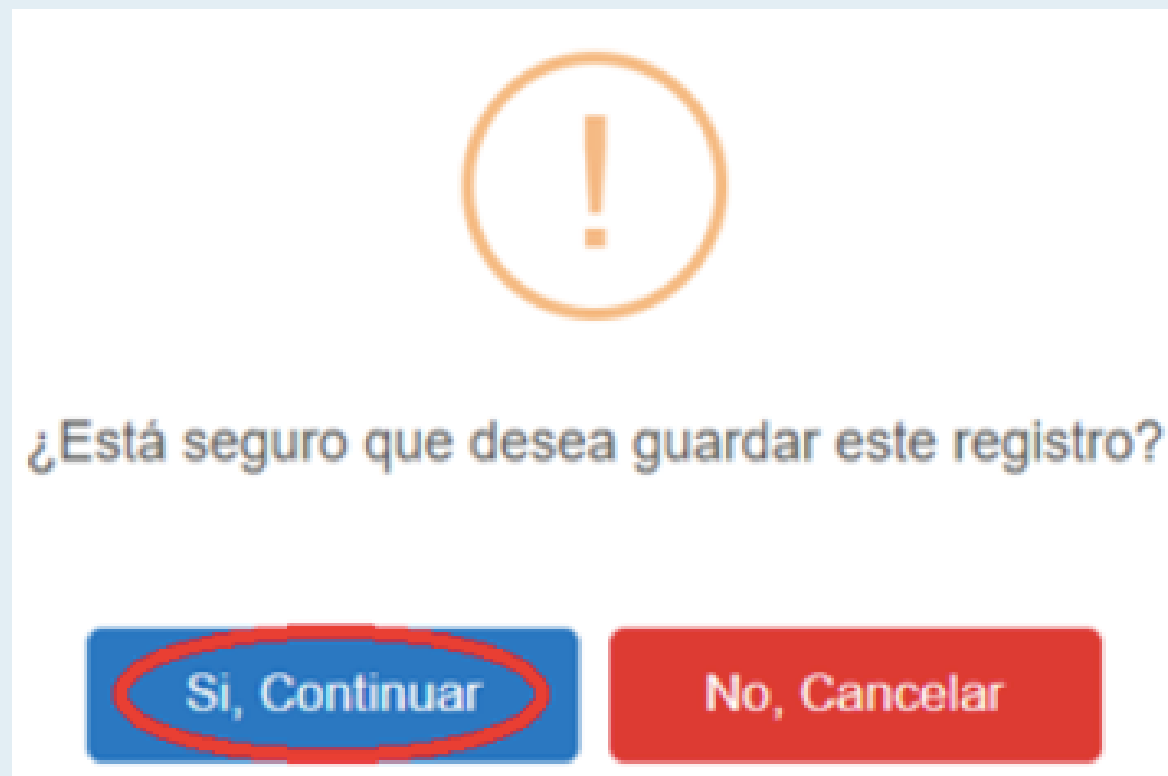 !
¿Está seguro que desea guardar este registro?
Si, Continuar
No, Cancelar